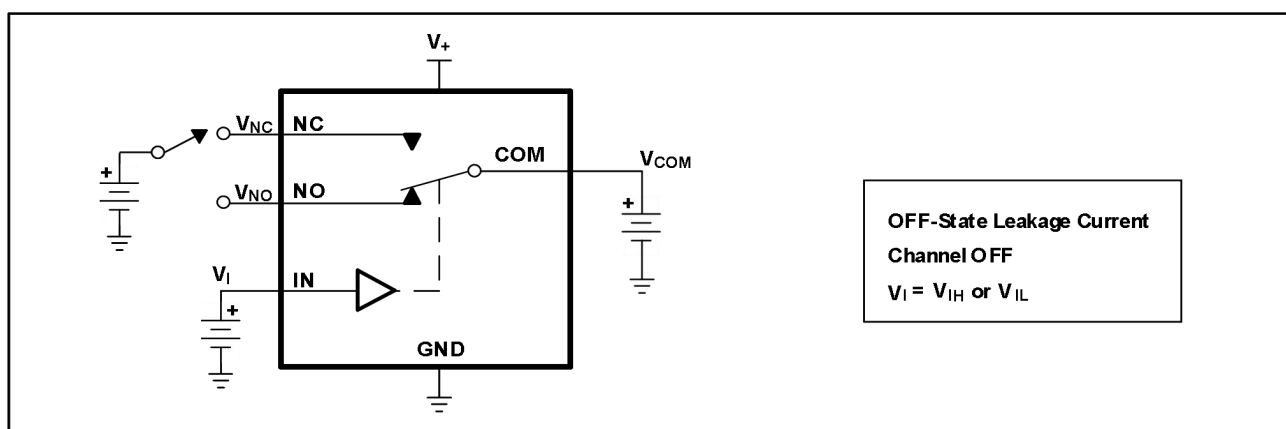 V+
VNC NC
COM
VCOM
+
VNO NO
+
VI IN
+
GND
OFF-State Leakage Current
Channel OFF
VI = VIH or VIL